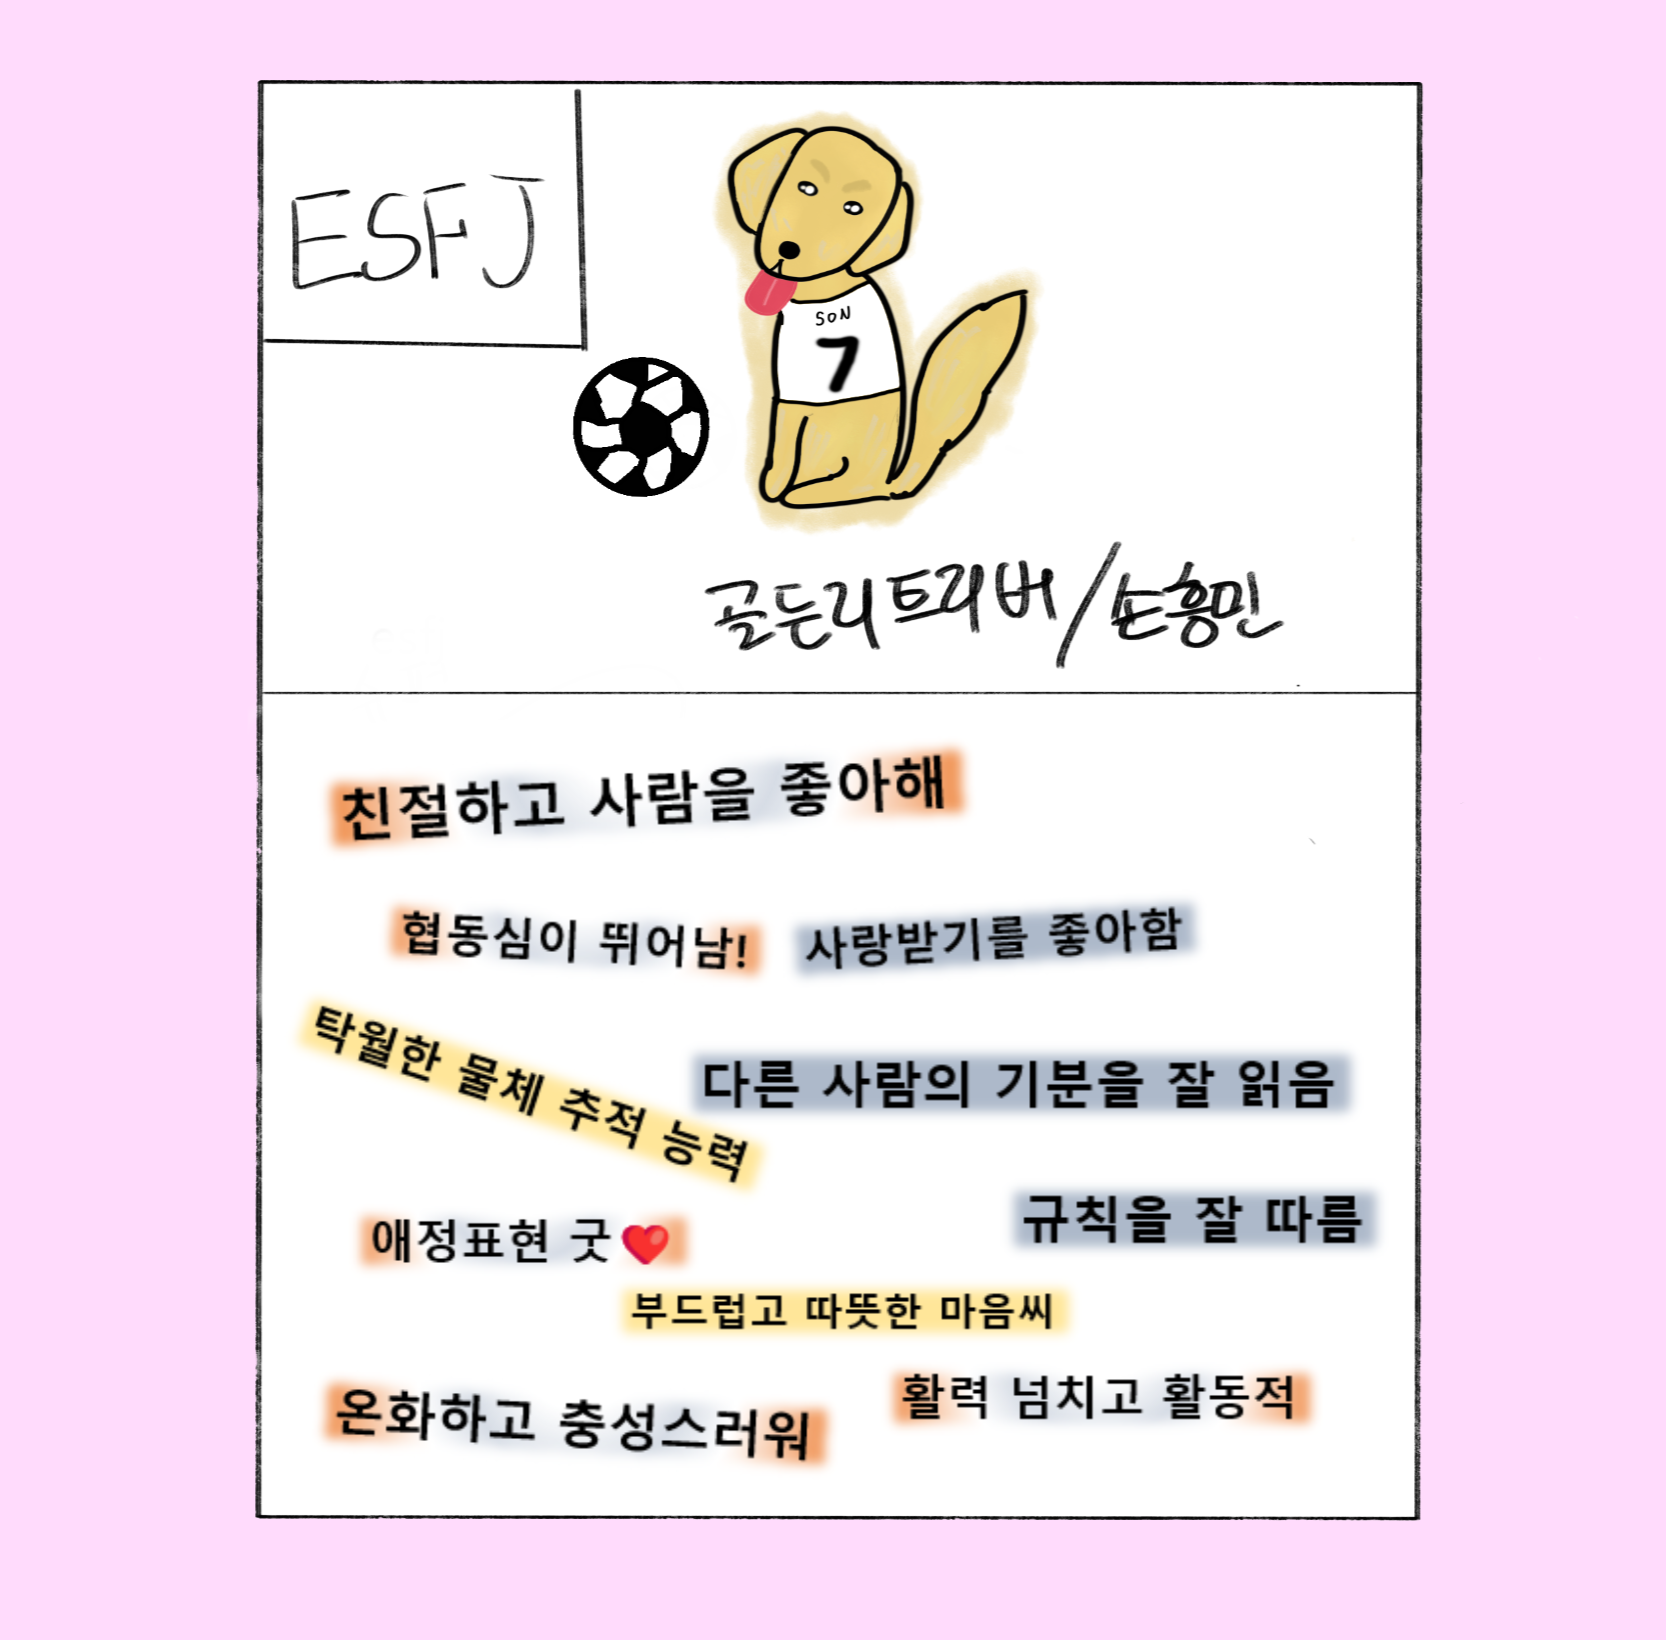 ESFJ
SON
7
골든리트리버/손흥민
친절하고 사람을 좋아해
협동심이 뛰어남!
사랑받기를 좋아함
탁월한 물체 추적 능력
다른 사람의 기분을 잘 읽음
규칙을 잘 따름
애정표현 굿❤️
부드럽고 따뜻한 마음씨
온화하고 충성스러워
활력 넘치고 활동적